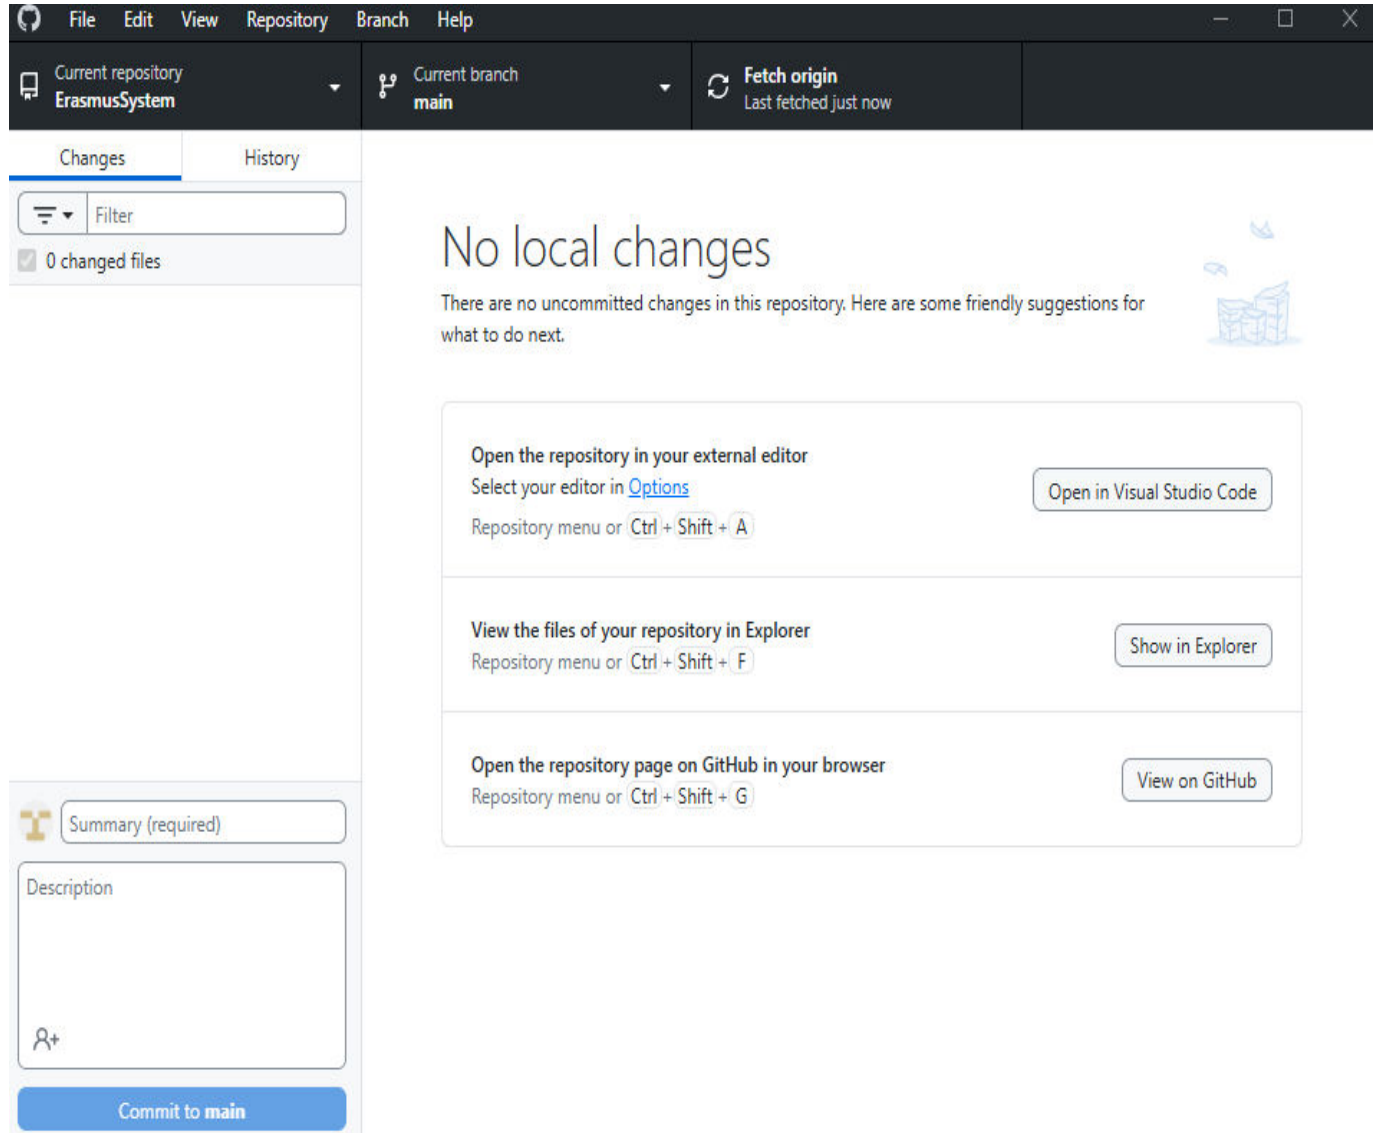 File Edit View Repository Branch Help
Current repository
ErasmusSystem
Current branch
main
Fetch origin
Last fetched just now
Changes
History
Filter
0 changed files
No local changes
There are no uncommitted changes in this repository. Here are some friendly suggestions for
what to do next.
Open the repository in your external editor
Select your editor in Options
Repository menu or Ctrl + Shift + A
Open in Visual Studio Code
View the files of your repository in Explorer
Repository menu or Ctrl + Shift + F
Show in Explorer
Open the repository page on GitHub in your browser
Repository menu or Ctrl + Shift + G
View on GitHub
Summary (required)
Description
Commit to main